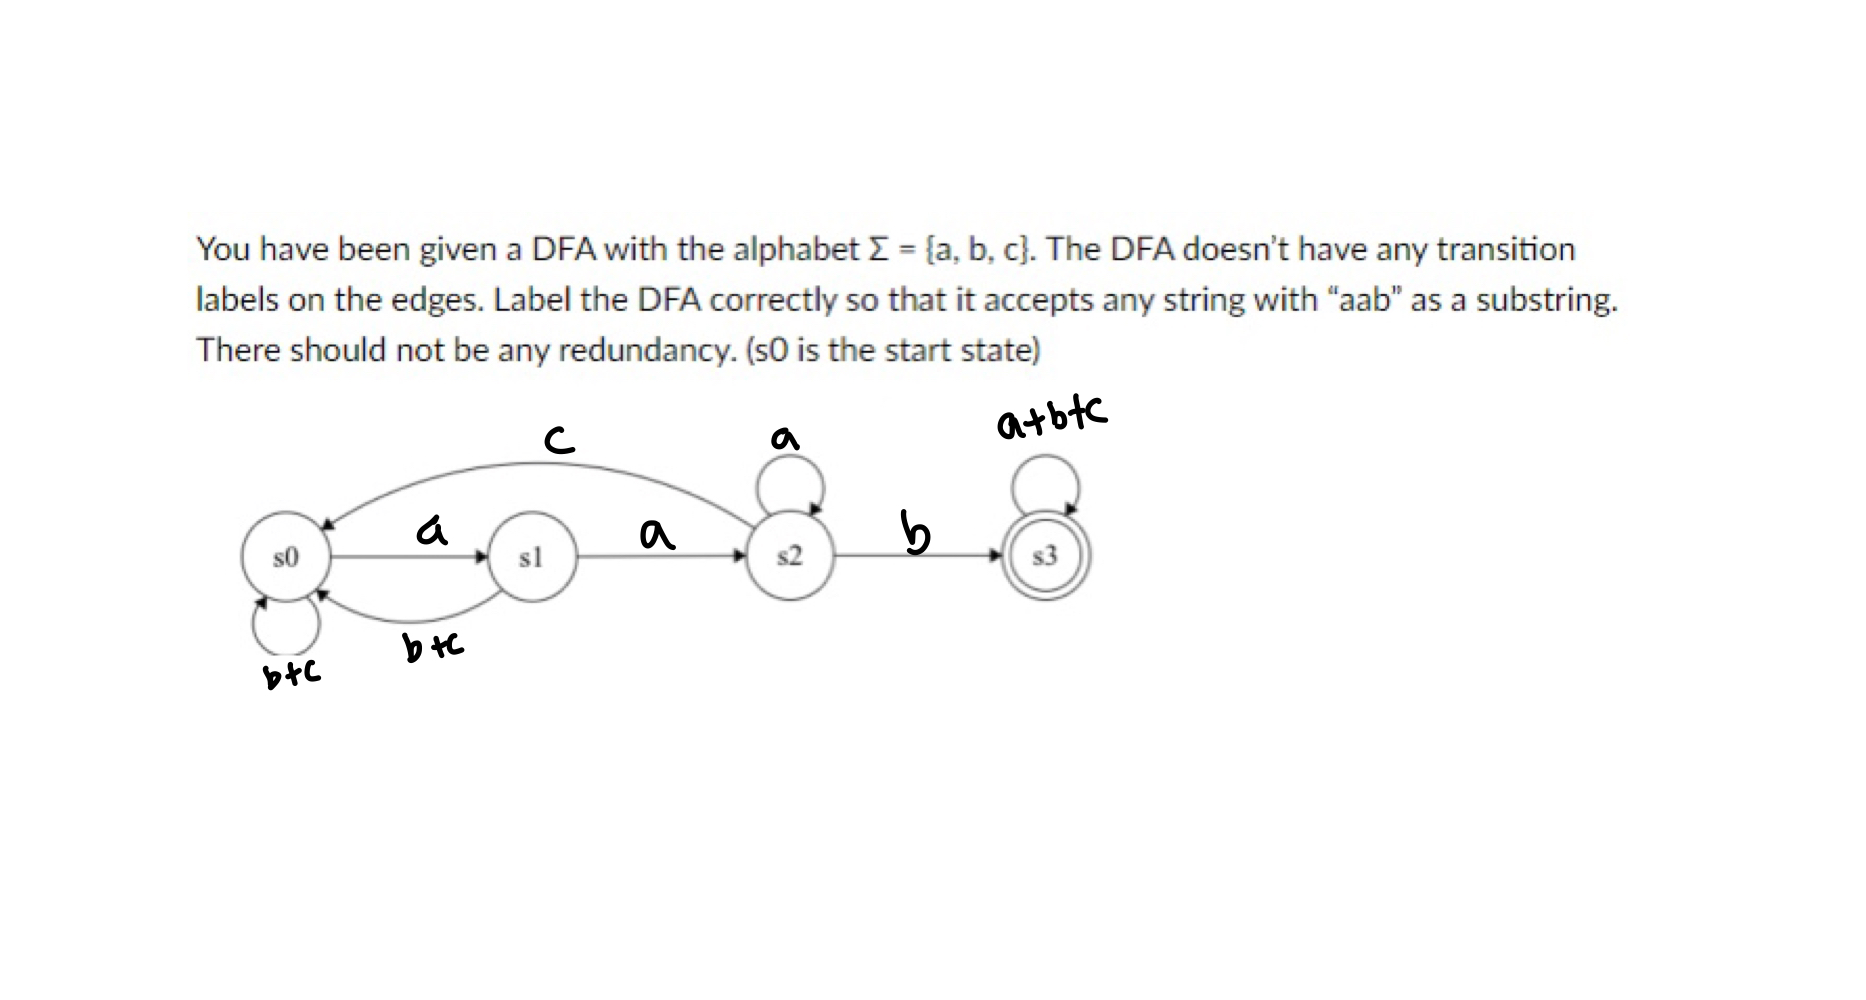 You have been given a DFA with the alphabet Σ = {a, b, c}. The DFA doesn't have any transition
labels on the edges. Label the DFA correctly so that it accepts any string with “aab” as a substring.
There should not be any redundancy. (s0 is the start state)
a+b+c
c
a
a
a
b
s0
s1
s2
s3
b+c
b+c